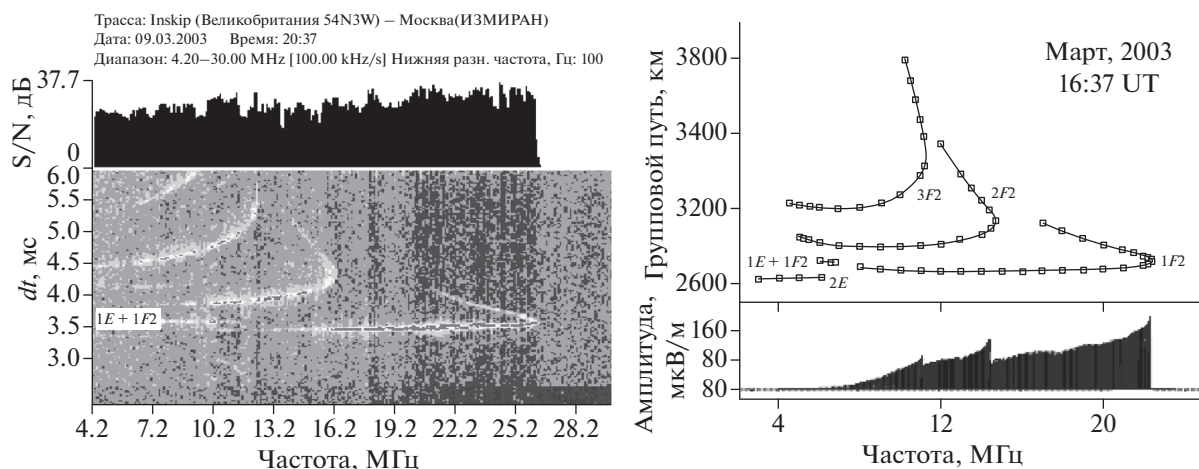 Трасса: Inskip (Великобритания 54N3W) – Москва(ИЗМИРАН)
Дата: 09.03.2003 Время: 20:37
Диапазон: 4.20–30.00 MHz [100.00 kHz/s] Нижняя разн. частота, Гц: 100
S/N, дБ
37.7
0
dt, мс
6.0
5.5
5.0
4.5
4.0
3.5
3.0
1E + 1F2
4.2 7.2 10.2 13.2 16.2 19.2 22.2 25.2 28.2
Частота, МГц
Групповой путь, км
3800
3400
3200
2600
Март, 2003
16:37 UT
3F2
2F2
1E + 1F2
2E
1F2
Амплитуда,
мкВ/м
160
80
80
4 12 20
Частота, МГц